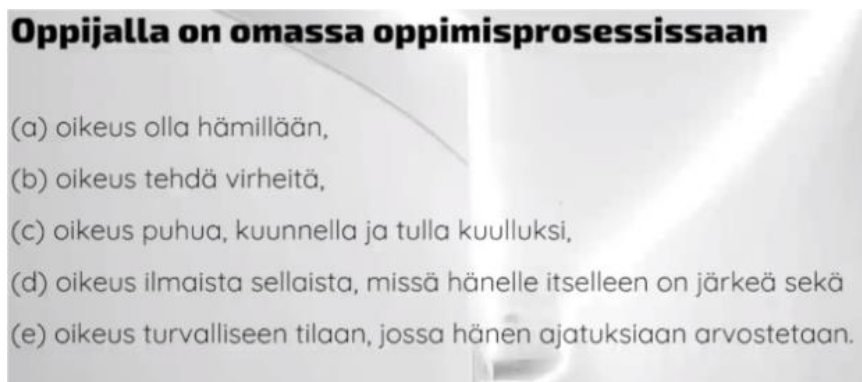 Oppijalla on omassa oppimisprosessissaan
(a) oikeus olla hämillään,
(b) oikeus tehdä virheitä,
(c) oikeus puhua, kuunnella ja tulla kuulluksi,
(d) oikeus ilmaista sellaista, missä hänelle itselleen on järkeä sekä
(e) oikeus turvalliseen tilaan, jossa hänen ajatuksiaan arvostetaan.